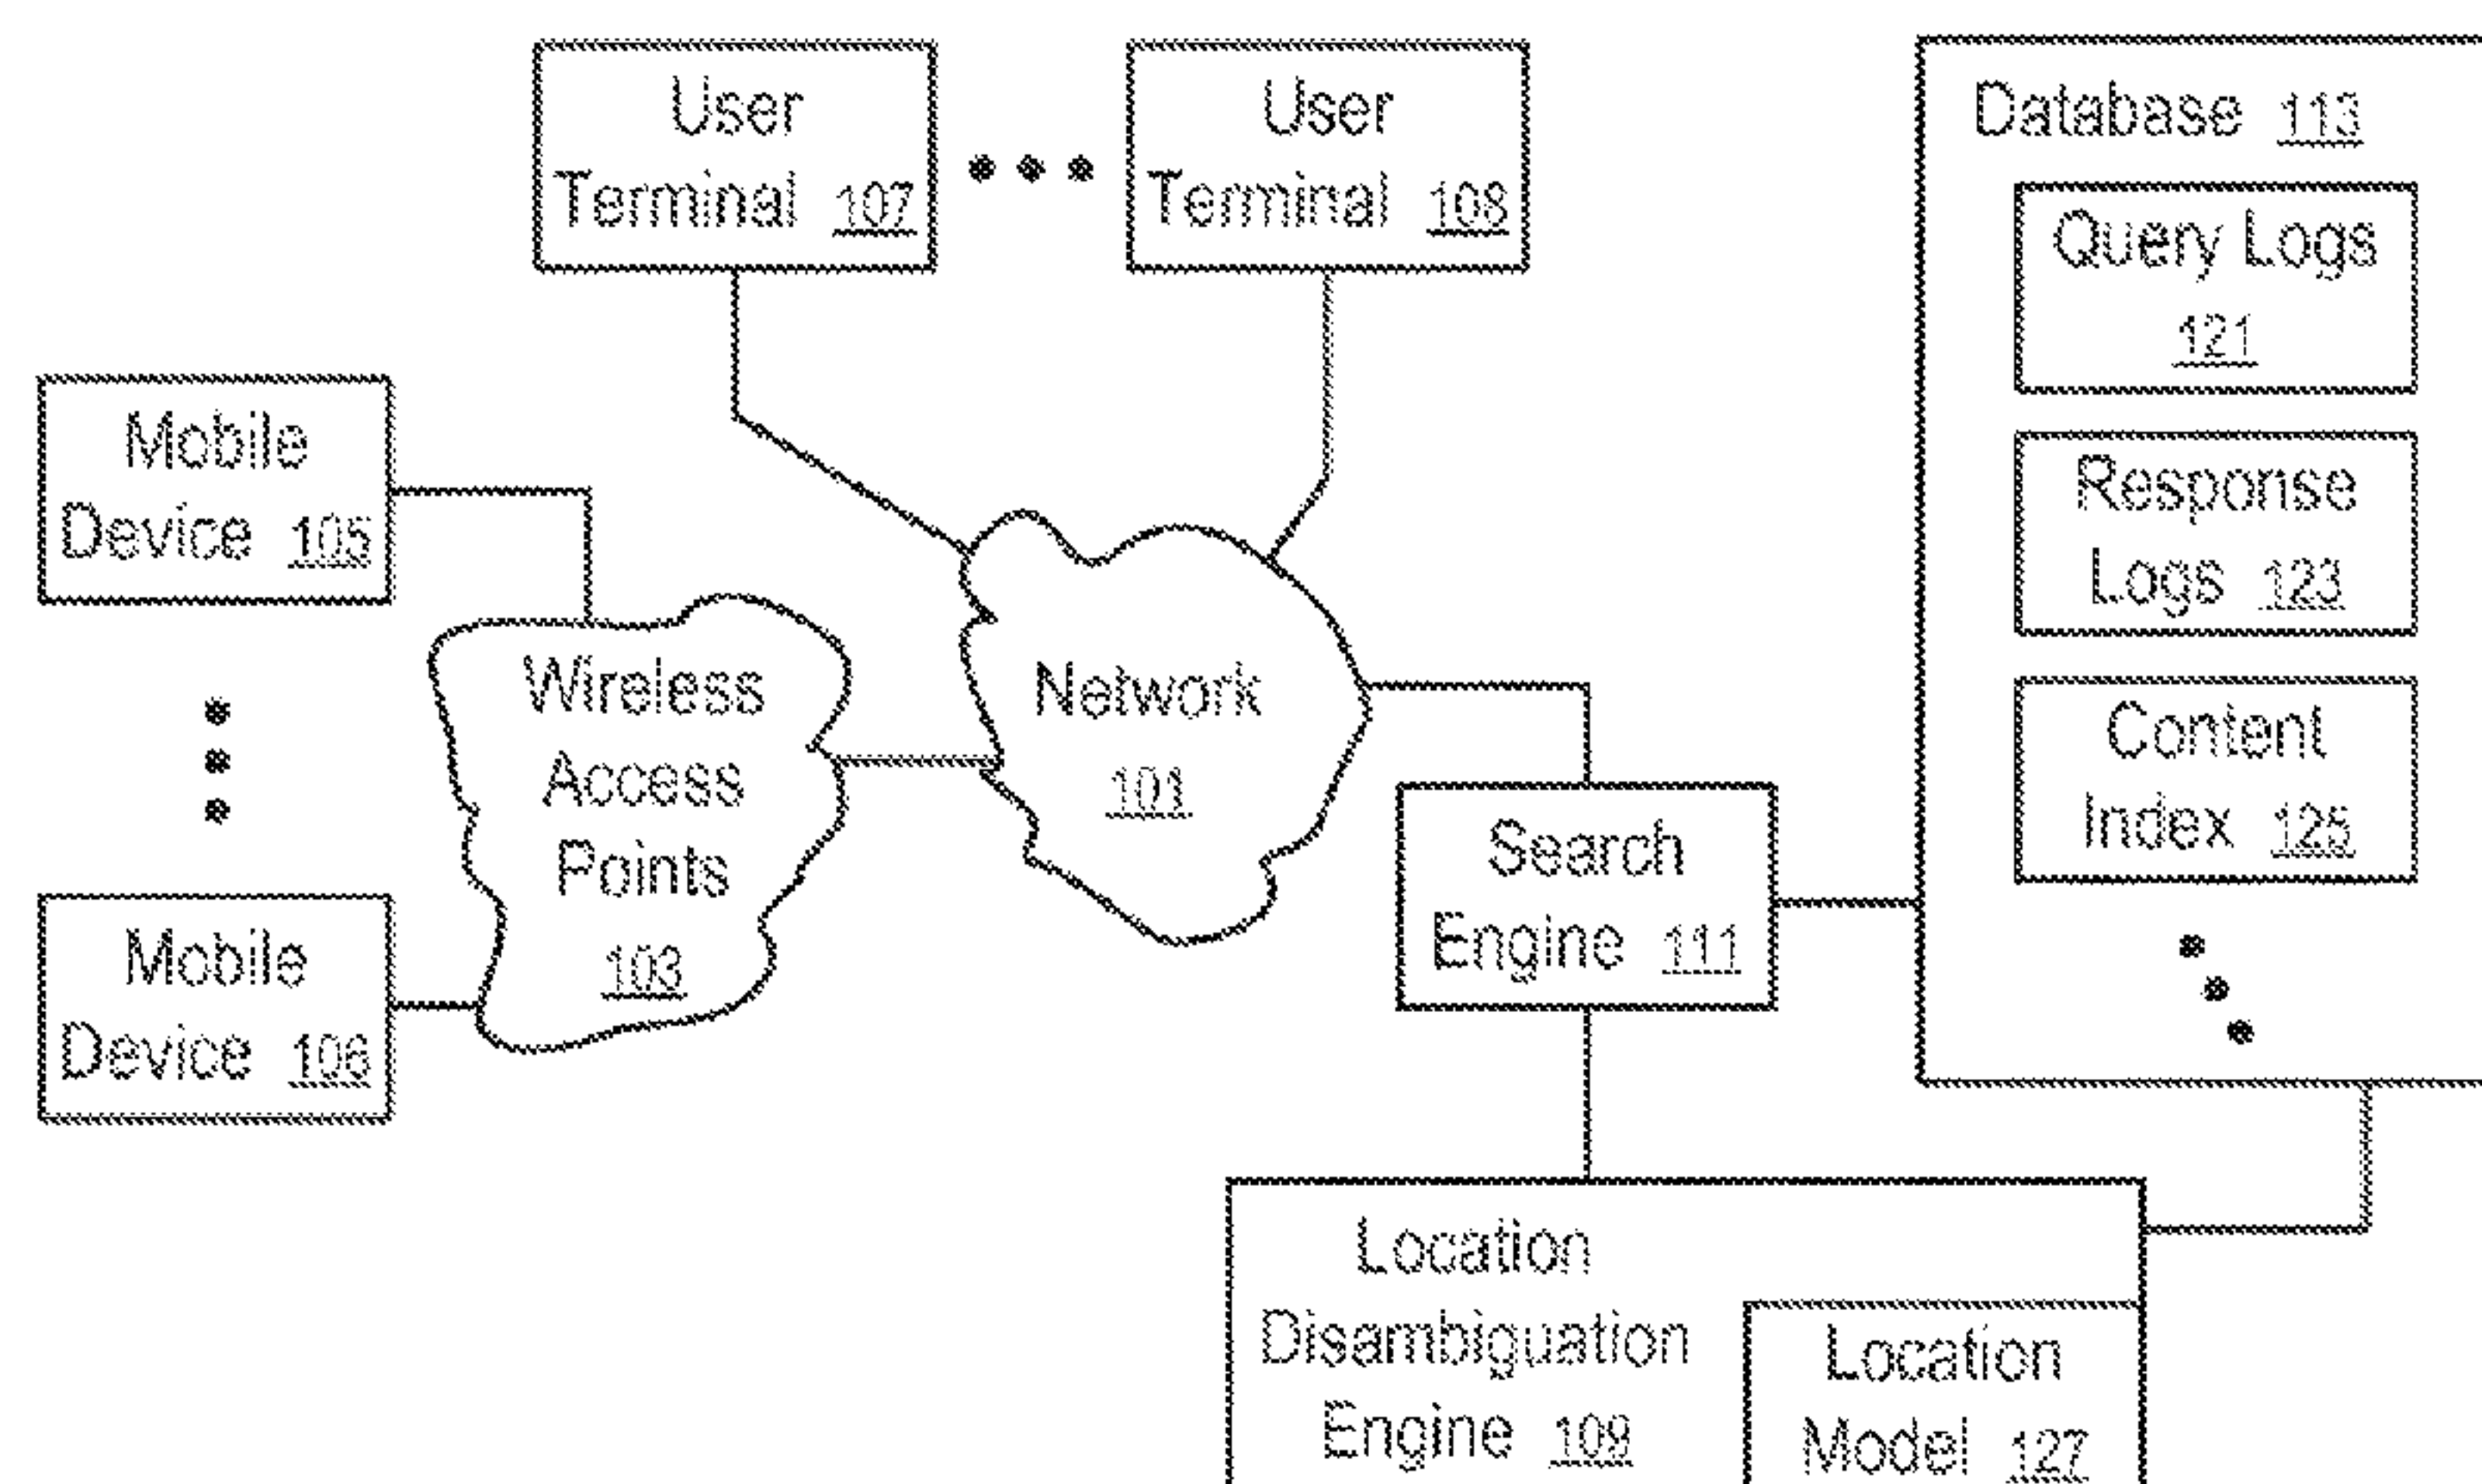 User
Terminal 107
User
Terminal 108
Database 113
Query Logs
121
Response
Logs 123
Content
Index 125
Mobile
Device 105
Mobile
Device 106
Wireless
Access
Points
103
Network
101
Search
Engine 111
Location
Disambiguation
Engine 109
Location
Model 127